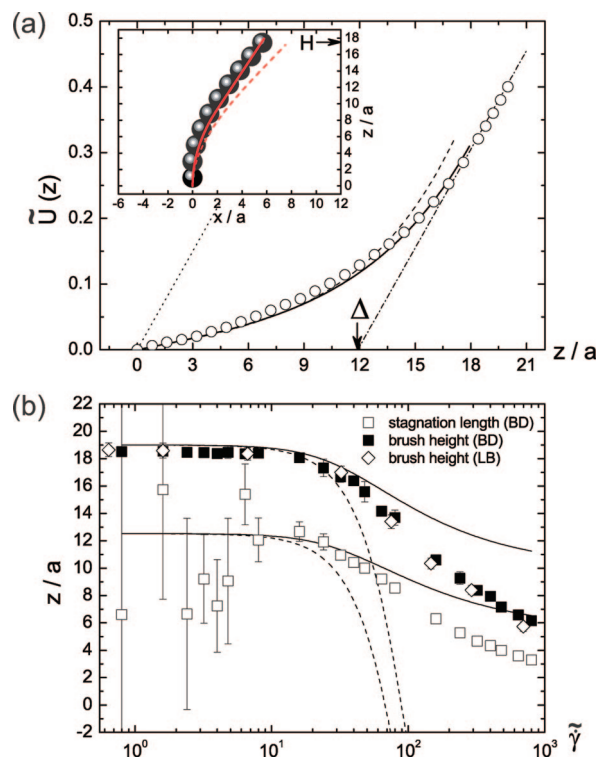 (a)
0.5
0.4
0.3
0.2
0.1
0.0
Ũ (z)
H
18
16
14
12
10
8
6
4
2
0
z / a
-6 -4 -2 0 2 4 6 8 10 12
x / a
Δ
0 3 6 9 12 15 18 21
z / a
(b)
22
20
18
16
14
12
10
8
6
4
2
0
-2
z / a
stagnation length (BD)
brush height (BD)
brush height (LB)
10⁰ 10¹ 10² 10³
γ̇̃